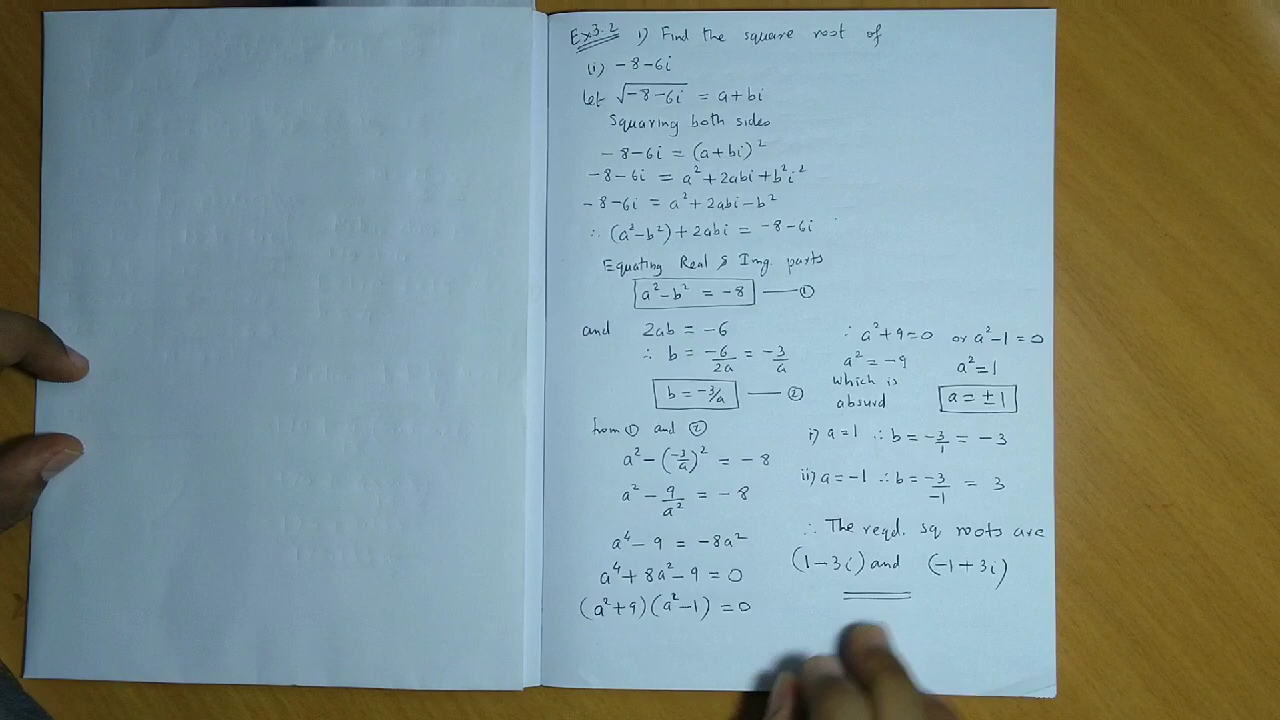 Ex3.2 1) Find the square root of
(i) -8-6i
let √-8-6i = a+bi
Squaring both sides
-8-6i = (a+bi)²
-8-6i = a²+2abi+b²i²
-8-6i = a²+2abi-b²
∴ (a²-b²)+2abi = -8-6i
Equating Real & Img. parts
a²-b² = -8 —— ①
and 2ab = -6
∴ b = -6/2a = -3/a
b = -3/a —— ②
from ① and ②
a² - (-3/a)² = -8
a² - 9/a² = -8
a⁴-9 = -8a²
a⁴+8a²-9 = 0
(a²+9)(a²-1) = 0
∴ a²+9=0 or a²-1=0
a² = -9 a²=1
which is
absurd a = ±1
i) a=1 ∴ b = -3/1 = -3
ii) a=-1 ∴ b = -3/-1 = 3
∴ The reqd. sq roots are
(1-3i) and (-1+3i)